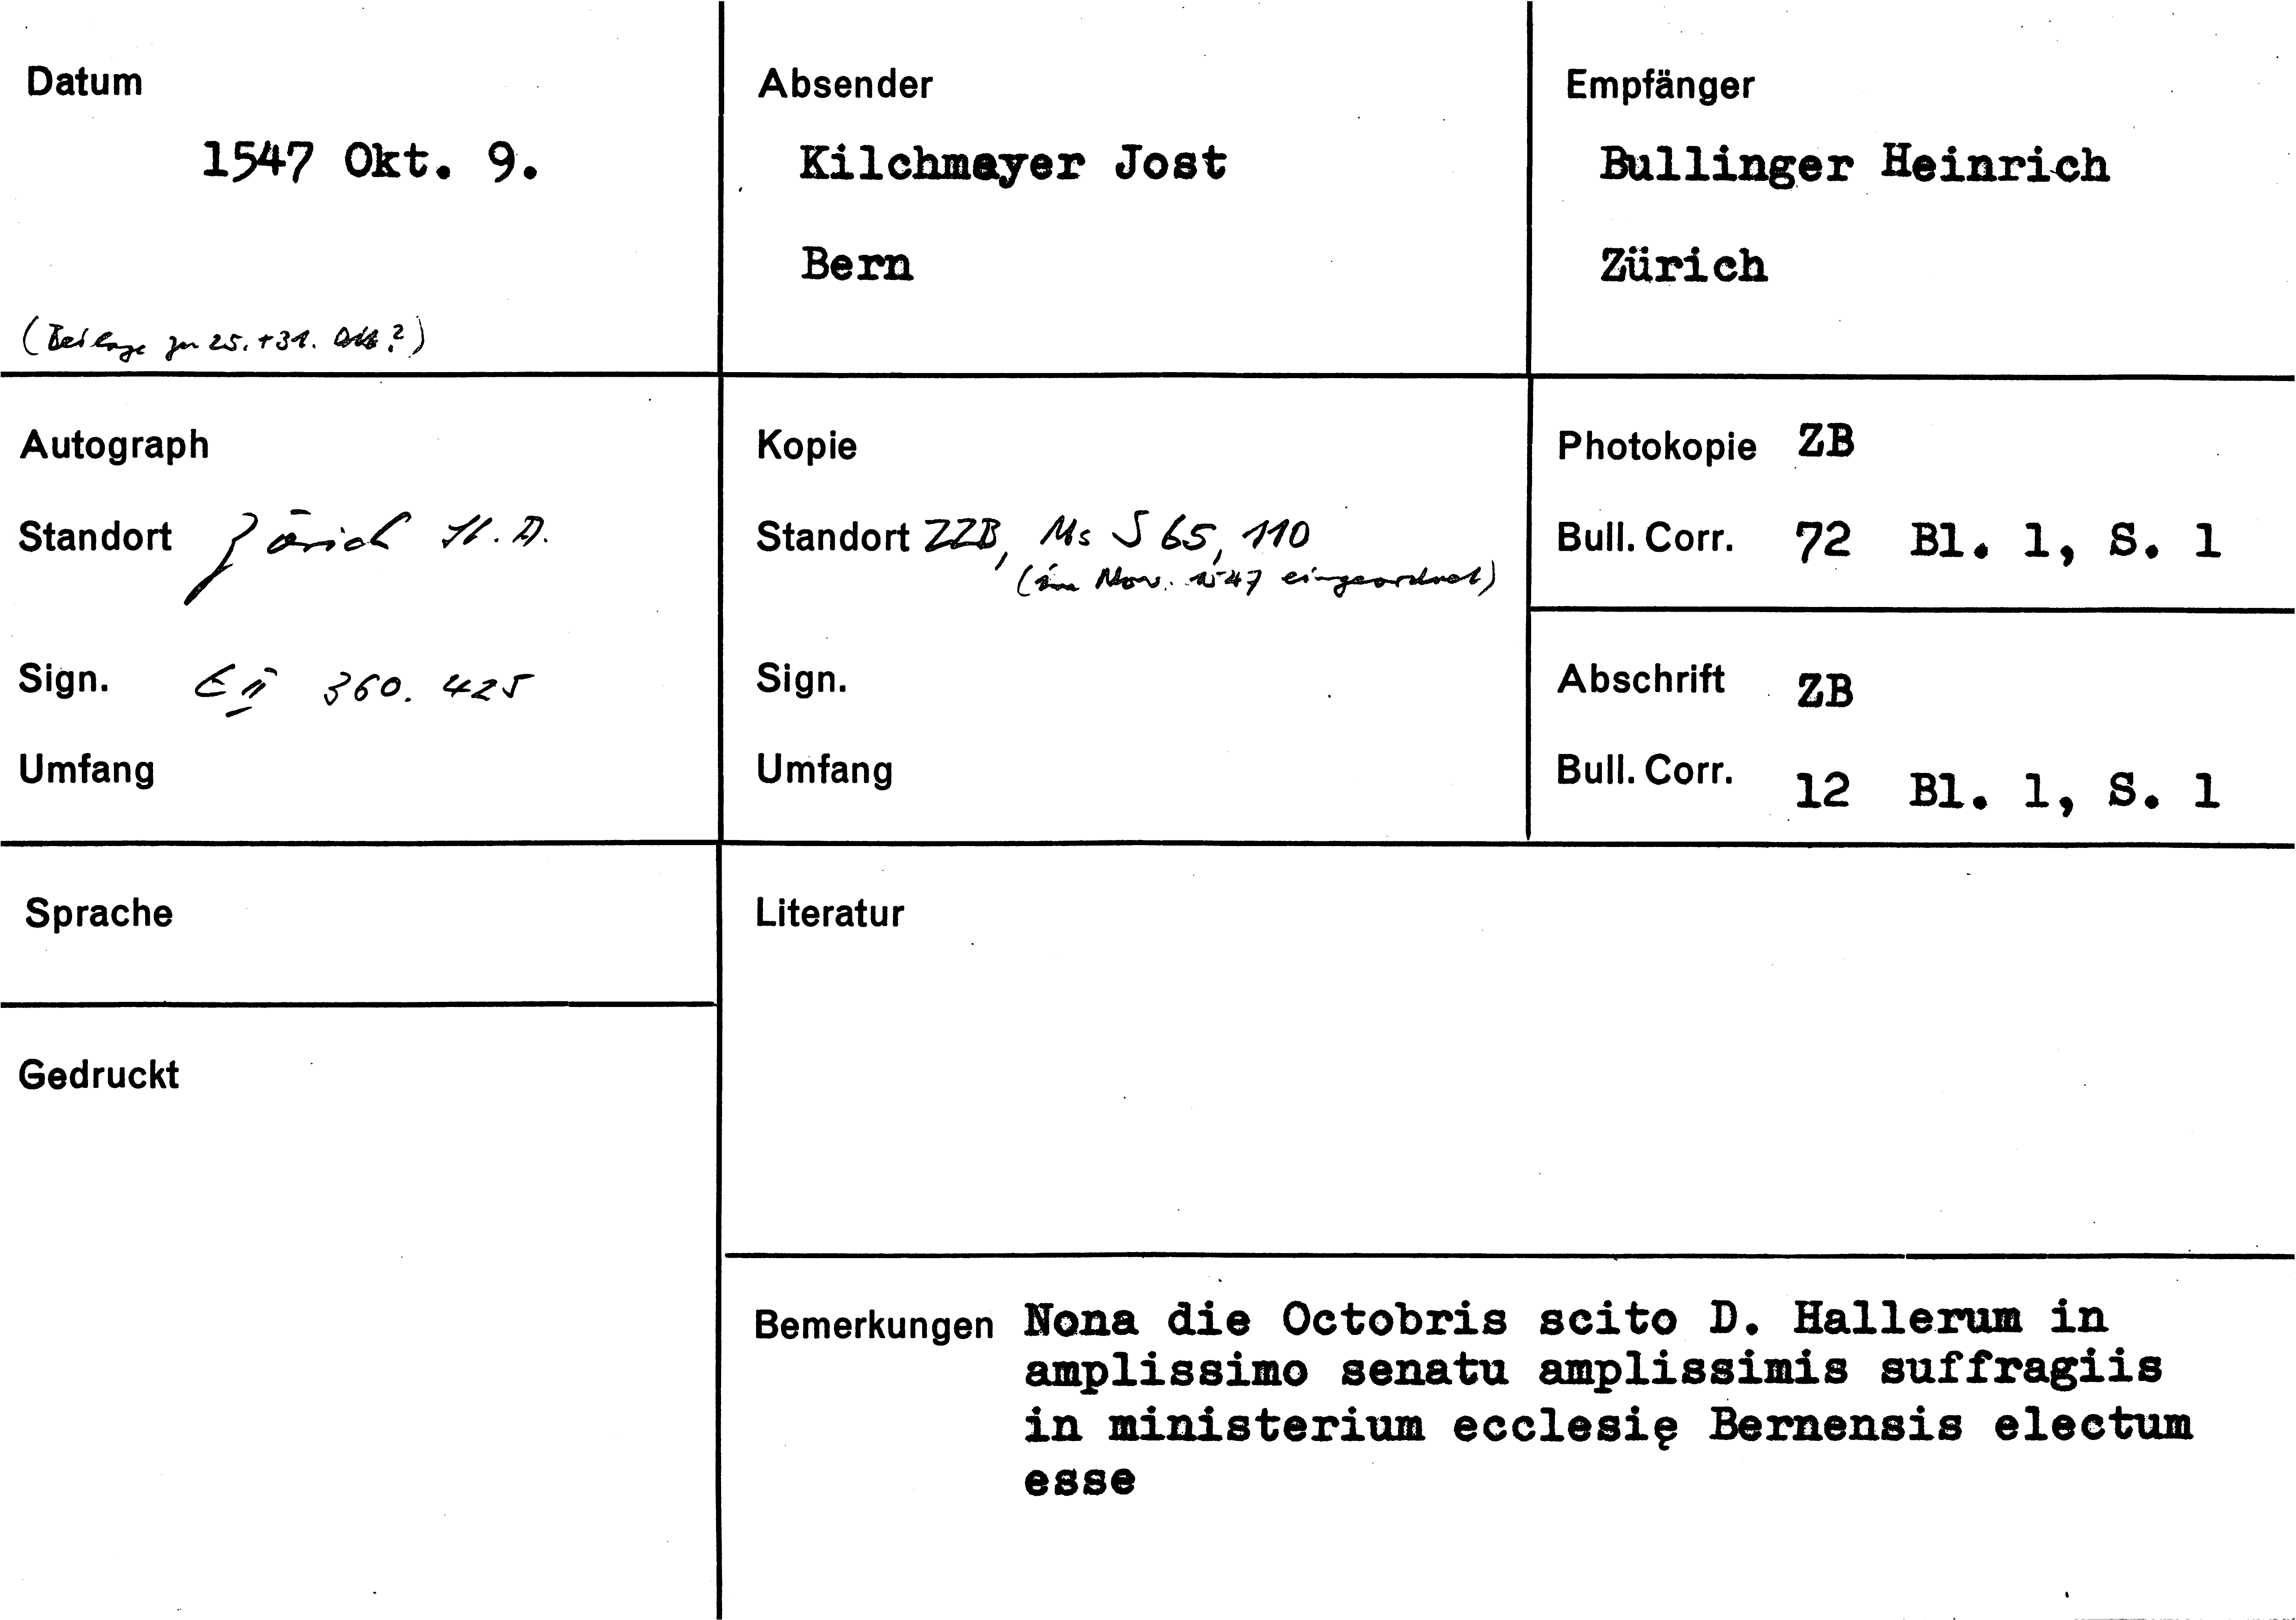 Datum
1547 Okt. 9.
(Beilage zu 25. + 31. Okt.?)
Absender
Kilchmeyer Jost
Bern
Empfänger
Bullinger Heinrich
Zürich
Autograph
Standort Zürich St. A.
Sign. E II 360. 425
Umfang
Kopie
Standort ZZB, Ms S 65, 110
(im Nov. 1547 eingeordnet)
Sign.
Umfang
Photokopie ZB
Bull. Corr. 72 Bl. 1, S. 1
Abschrift ZB
Bull. Corr. 12 Bl. 1, S. 1
Sprache
Gedruckt
Literatur
Bemerkungen Nona die Octobris scito D. Hallerum in
amplissimo senatu amplissimis suffragiis
in ministerium ecclesię Bernensis electum
esse